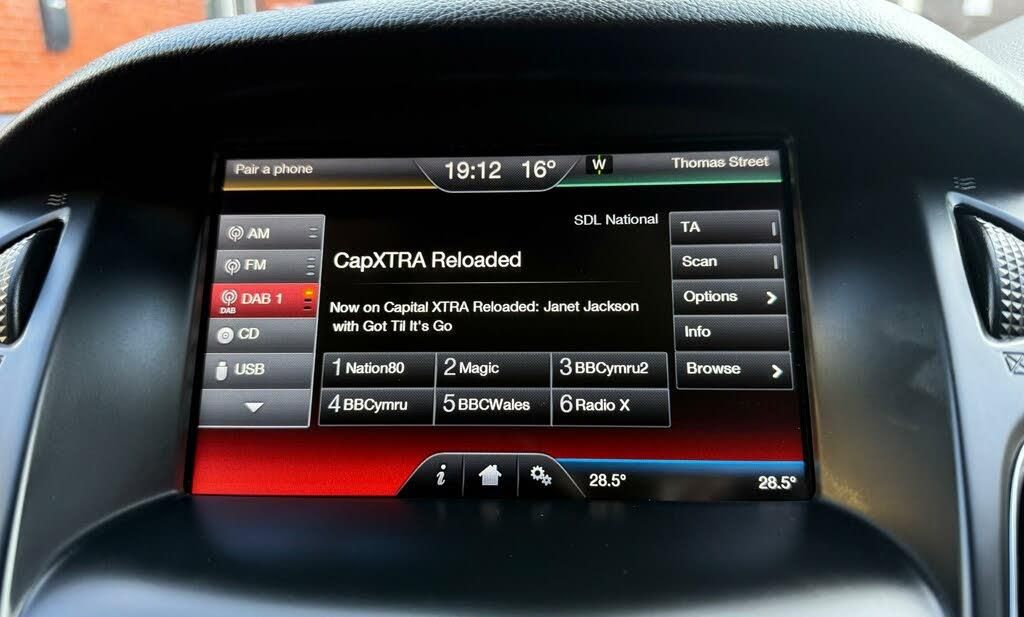 Pair a phone
19:12 16°
W
Thomas Street
AM
FM
DAB 1
DAB
CD
USB
SDL National
CapXTRA Reloaded
Now on Capital XTRA Reloaded: Janet Jackson
with Got Til It's Go
1 Nation80
2 Magic
3 BBCymru2
4 BBCymru
5 BBCWales
6 Radio X
TA
Scan
Options
Info
Browse
i
28.5°
28.5°